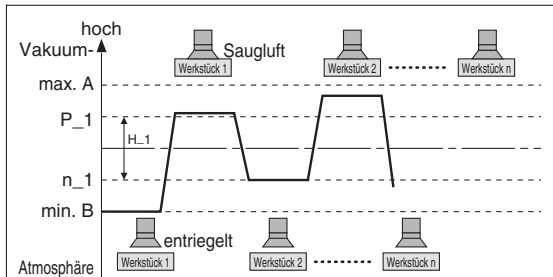 hoch
Vakuum-
Saugluft
Werkstück 1
Werkstück 2
Werkstück n
max. A
P_1
H_1
n_1
min. B
entriegelt
Werkstück 1
Werkstück 2
Werkstück n
Atmosphäre